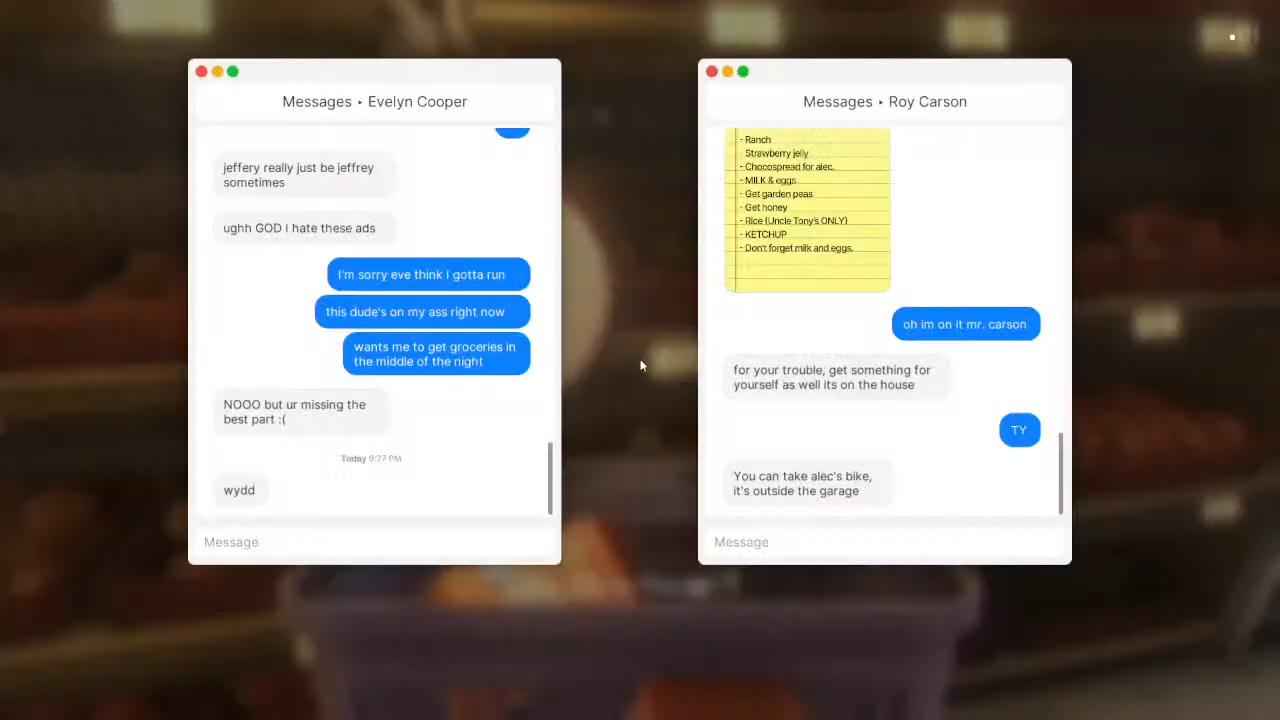 Messages ▸ Evelyn Cooper
jeffery really just be jeffrey
sometimes
ughh GOD I hate these ads
I'm sorry eve think I gotta run
this dude's on my ass right now
wants me to get groceries in
the middle of the night
NOOO but ur missing the
best part :(
Today 9:27 PM
wydd
Message
Messages ▸ Roy Carson
- Ranch
Strawberry jelly
- Chocospread for alec.
- MILK & eggs
- Get garden peas
- Get honey
- Rice (Uncle Tony's ONLY)
- KETCHUP
- Don't forget milk and eggs.
oh im on it mr. carson
for your trouble, get something for
yourself as well its on the house
TY
You can take alec's bike,
it's outside the garage
Message